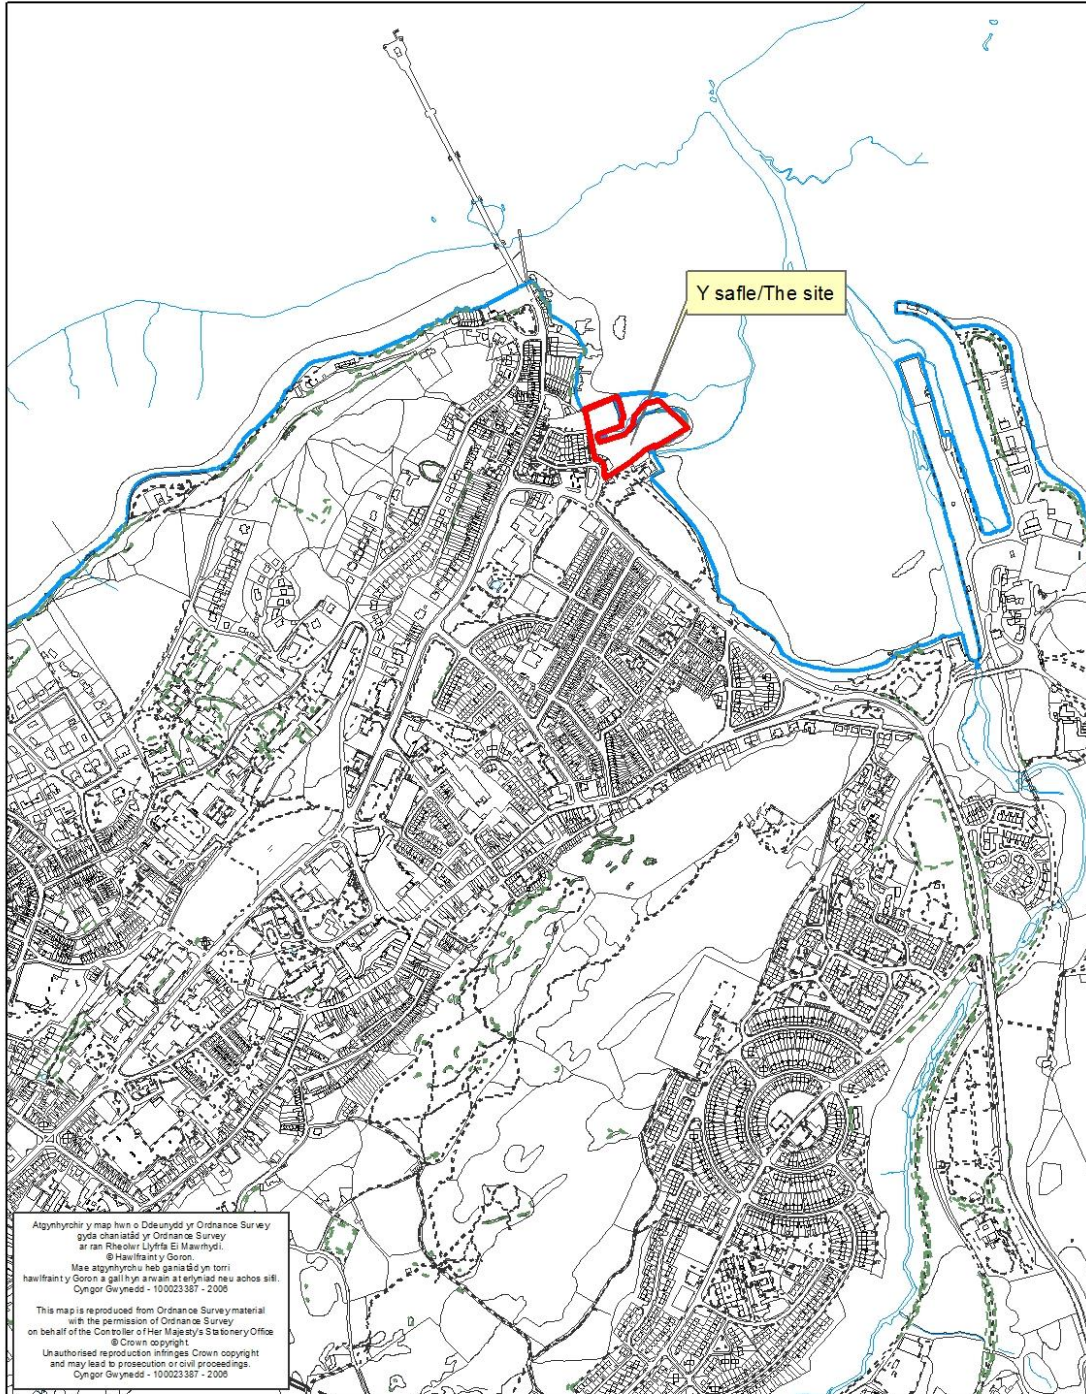 Y safle/The site
Atgynhyrchir y map hwn o Ddeunydd yr Ordnance Survey
gyda chaniatâd yr Ordnance Survey
ar ran Rheolwr Llyfrfa Ei Mawrhydi.
© Hawlfraint y Goron.
Mae atgynhyrchu heb ganiatâd yn torri
hawlfraint y Goron a gall hyn arwain at erlyniad neu achos sifil.
Cyngor Gwynedd - 100023387 - 2006
This map is reproduced from Ordnance Survey material
with the permission of Ordnance Survey
on behalf of the Controller of Her Majesty's Stationery Office
© Crown copyright.
Unauthorised reproduction infringes Crown copyright
and may lead to prosecution or civil proceedings.
Cyngor Gwynedd - 100023387 - 2006